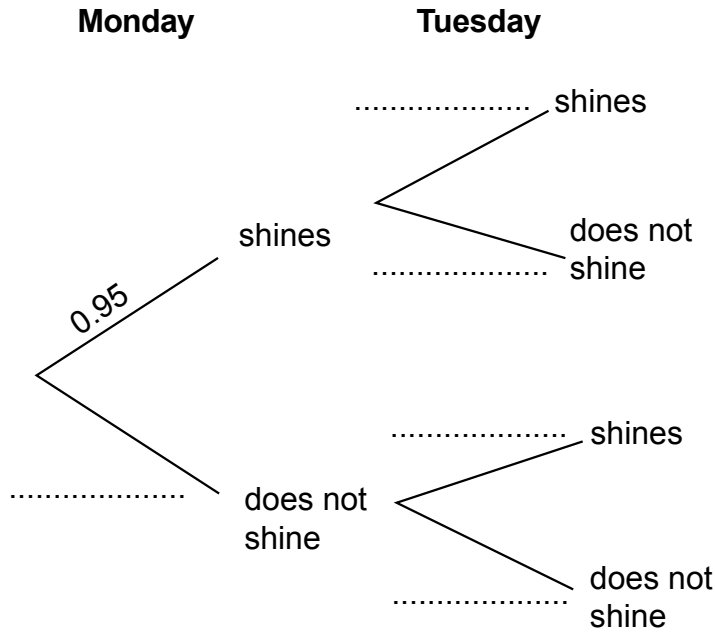 Monday
Tuesday
....................
shines
shines
does not
shine
....................
0.95
....................
shines
....................
does not
shine
....................
does not
shine